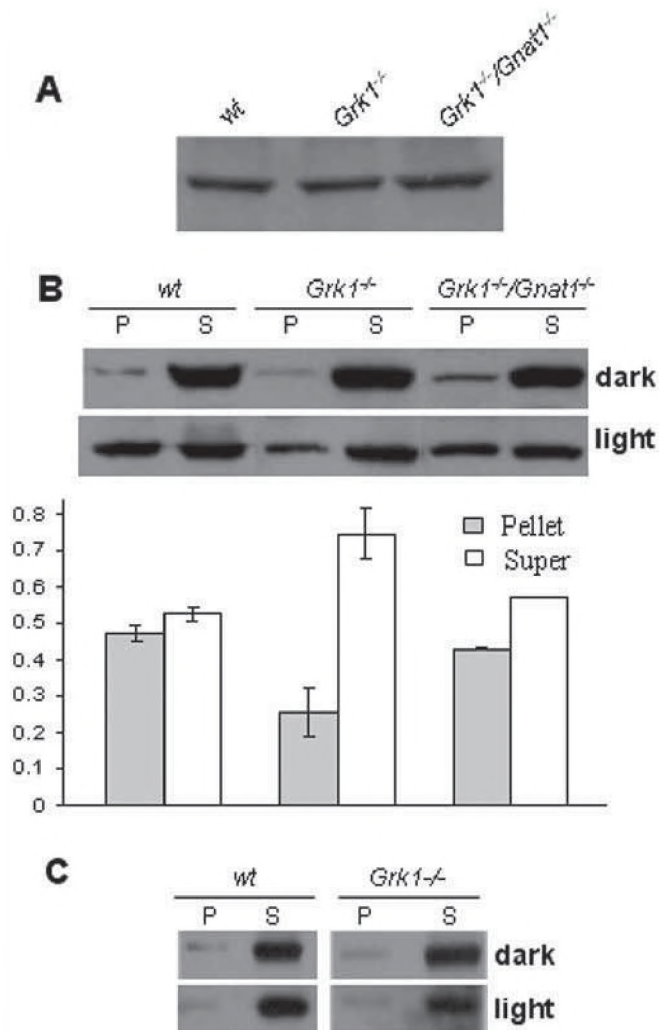 A
wt Grk1-/- Grk1-/-/Gnat1-/-
B
wt Grk1-/- Grk1-/-/Gnat1-/-
P S P S P S
dark
light
0.8
0.7
0.6
0.5
0.4
0.3
0.2
0.1
0
Pellet
Super
C
wt Grk1-/-
P S P S
dark
light